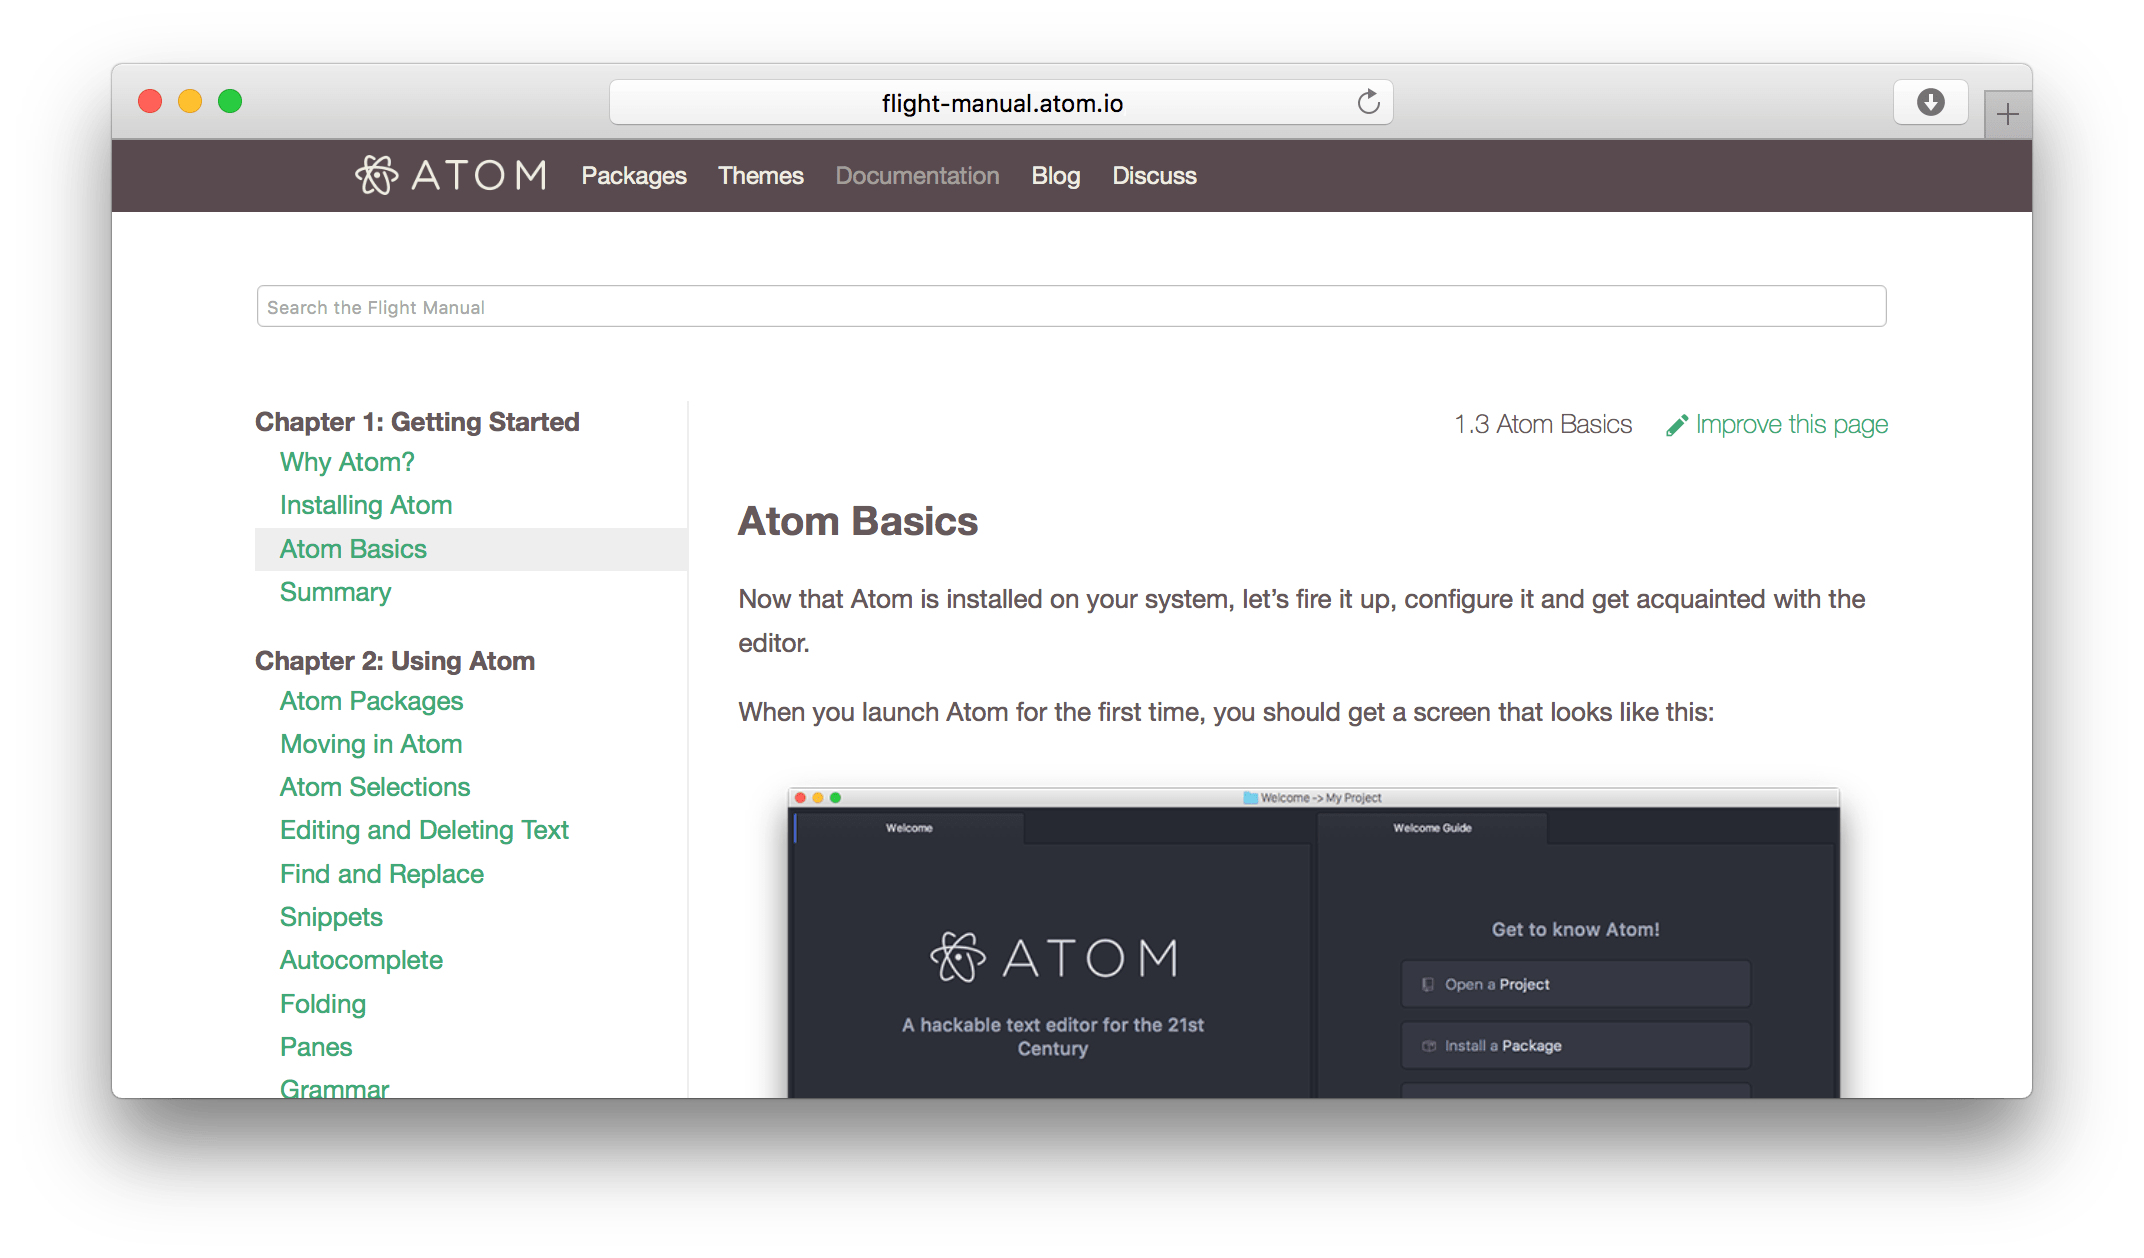 flight-manual.atom.io
ATOM Packages Themes Documentation Blog Discuss
Search the Flight Manual
Chapter 1: Getting Started
Why Atom?
Installing Atom
Atom Basics
Summary
Chapter 2: Using Atom
Atom Packages
Moving in Atom
Atom Selections
Editing and Deleting Text
Find and Replace
Snippets
Autocomplete
Folding
Panes
Grammar
1.3 Atom Basics Improve this page
Atom Basics
Now that Atom is installed on your system, let’s fire it up, configure it and get acquainted with the
editor.
When you launch Atom for the first time, you should get a screen that looks like this:
Welcome -> My Project
Welcome
ATOM
A hackable text editor for the 21st
Century
Welcome Guide
Get to know Atom!
Open a Project
Install a Package